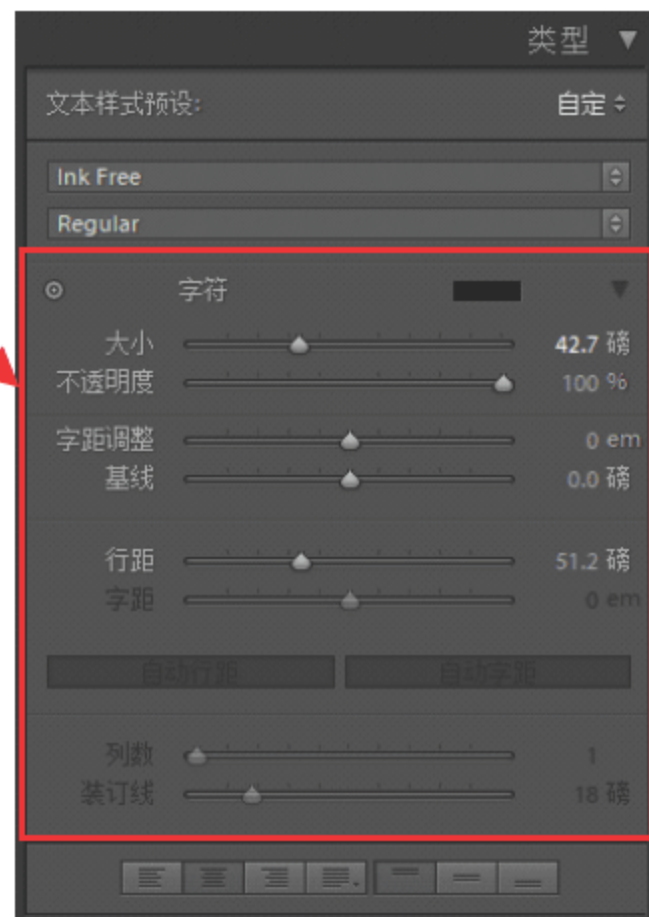 类型
文本样式预设: 自定
Ink Free
Regular
字符
大小 42.7 磅
不透明度 100 %
字距调整 0 em
基线 0.0 磅
行距 51.2 磅
字距 0 em
自动行距 自动字距
列数 1
装订线 18 磅